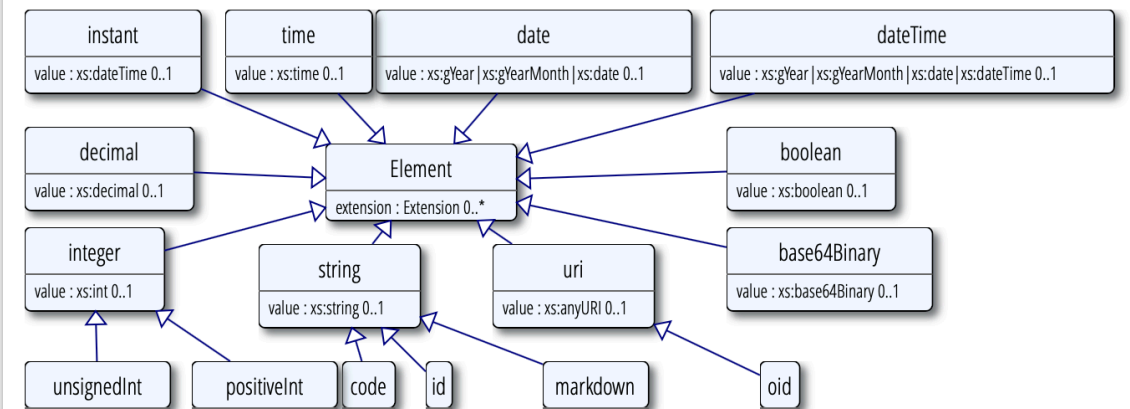 instant
value : xs:dateTime 0..1
time
value : xs:time 0..1
date
value : xs:gYear|xs:gYearMonth|xs:date 0..1
dateTime
value : xs:gYear|xs:gYearMonth|xs:date|xs:dateTime 0..1
decimal
value : xs:decimal 0..1
Element
extension : Extension 0..*
boolean
value : xs:boolean 0..1
integer
value : xs:int 0..1
string
value : xs:string 0..1
uri
value : xs:anyURI 0..1
base64Binary
value : xs:base64Binary 0..1
unsignedInt
positiveInt
code
id
markdown
oid